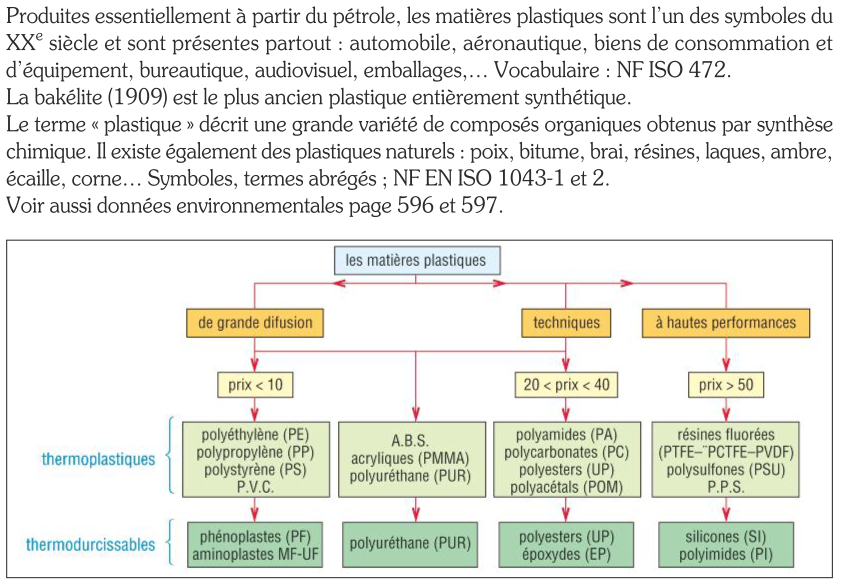 Produites essentiellement à partir du pétrole, les matières plastiques sont l'un des symboles du
XXe siècle et sont présentes partout : automobile, aéronautique, biens de consommation et
d'équipement, bureautique, audiovisuel, emballages,… Vocabulaire : NF ISO 472.
La bakélite (1909) est le plus ancien plastique entièrement synthétique.
Le terme « plastique » décrit une grande variété de composés organiques obtenus par synthèse
chimique. Il existe également des plastiques naturels : poix, bitume, brai, résines, laques, ambre,
écaille, corne… Symboles, termes abrégés ; NF EN ISO 1043-1 et 2.
Voir aussi données environnementales page 596 et 597.
les matières plastiques
de grande difusion
techniques
à hautes performances
prix < 10
20 < prix < 40
prix > 50
thermoplastiques
polyéthylène (PE)
polypropylène (PP)
polystyrène (PS)
P.V.C.
A.B.S.
acryliques (PMMA)
polyuréthane (PUR)
polyamides (PA)
polycarbonates (PC)
polyesters (UP)
polyacétals (POM)
résines fluorées
(PTFE–¨PCTFE–PVDF)
polysulfones (PSU)
P.P.S.
thermodurcissables
phénoplastes (PF)
aminoplastes MF-UF
polyuréthane (PUR)
polyesters (UP)
époxydes (EP)
silicones (SI)
polyimides (PI)